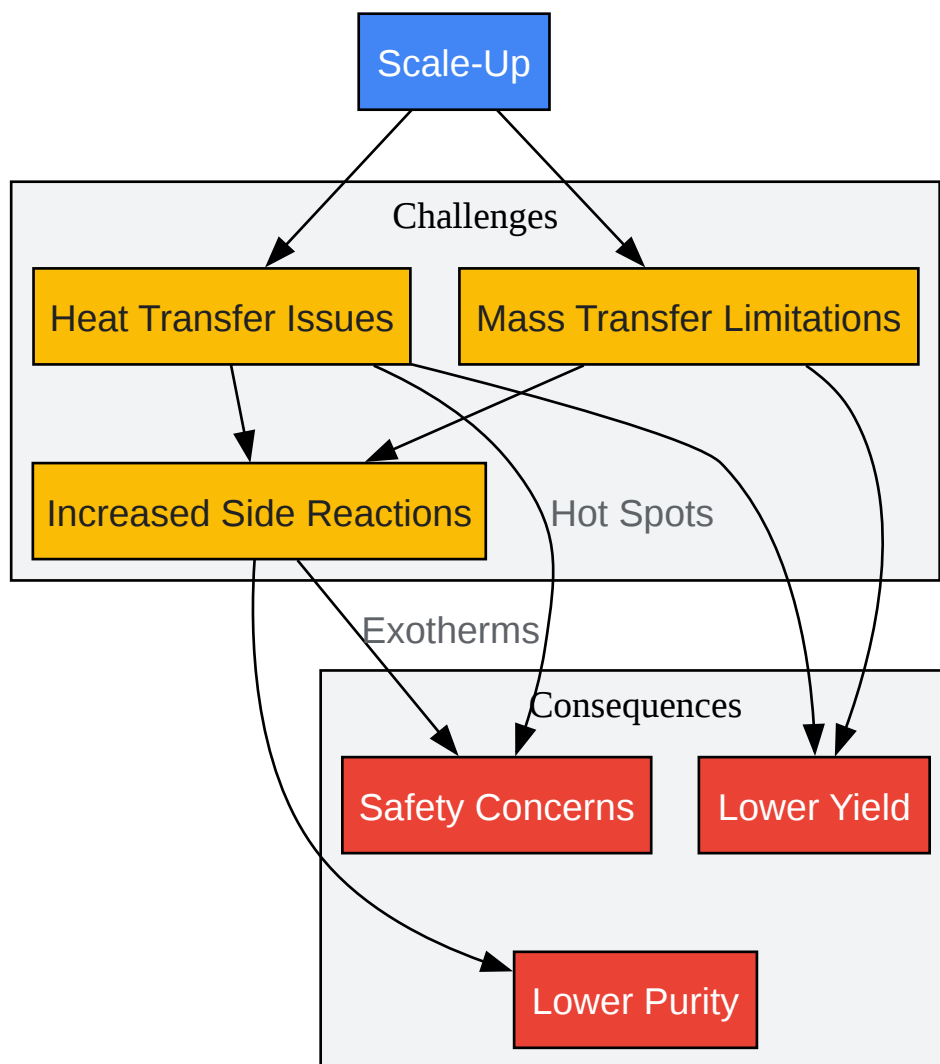 Scale-Up
Challenges
Heat Transfer Issues
Mass Transfer Limitations
Increased Side Reactions
Hot Spots
Exotherms
Consequences
Safety Concerns
Lower Yield
Lower Purity